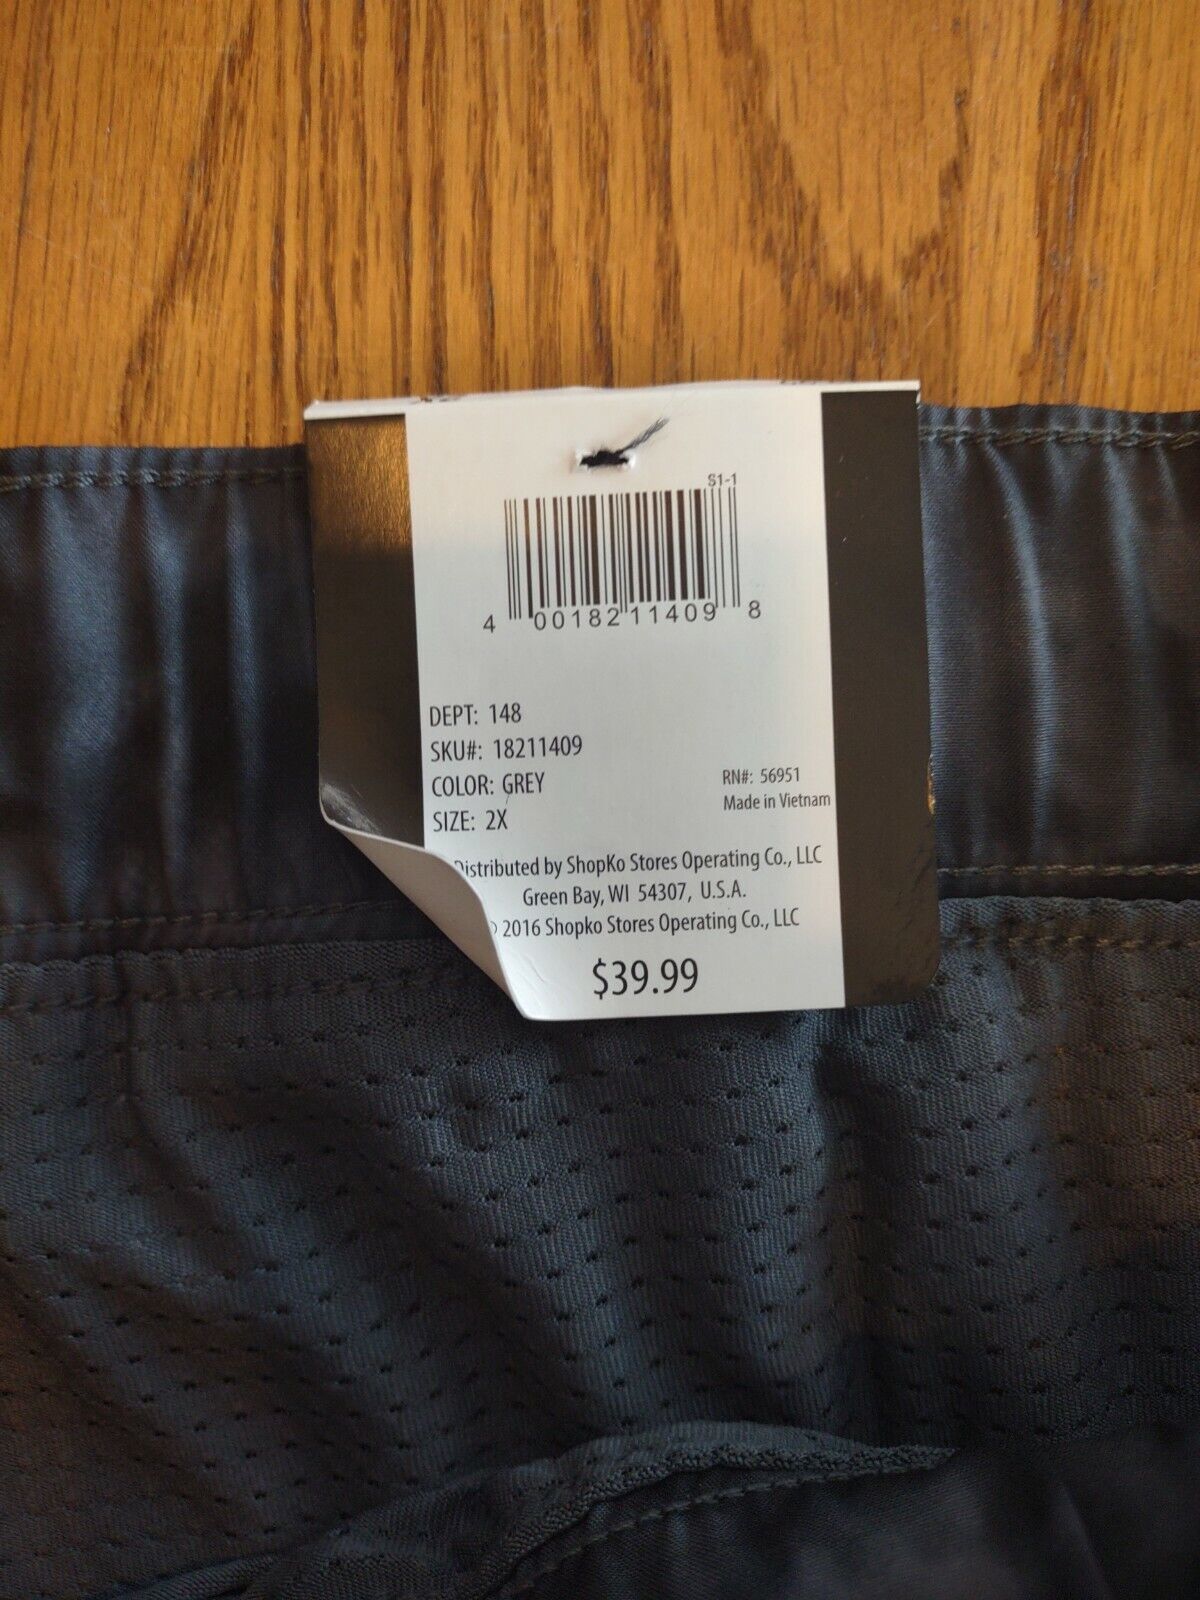 S1-1
4 00182 11409 8
DEPT: 148
SKU#: 18211409
COLOR: GREY
SIZE: 2X
RN#: 56951
Made in Vietnam
Distributed by ShopKo Stores Operating Co., LLC
Green Bay, WI 54307, U.S.A.
© 2016 Shopko Stores Operating Co., LLC
$39.99